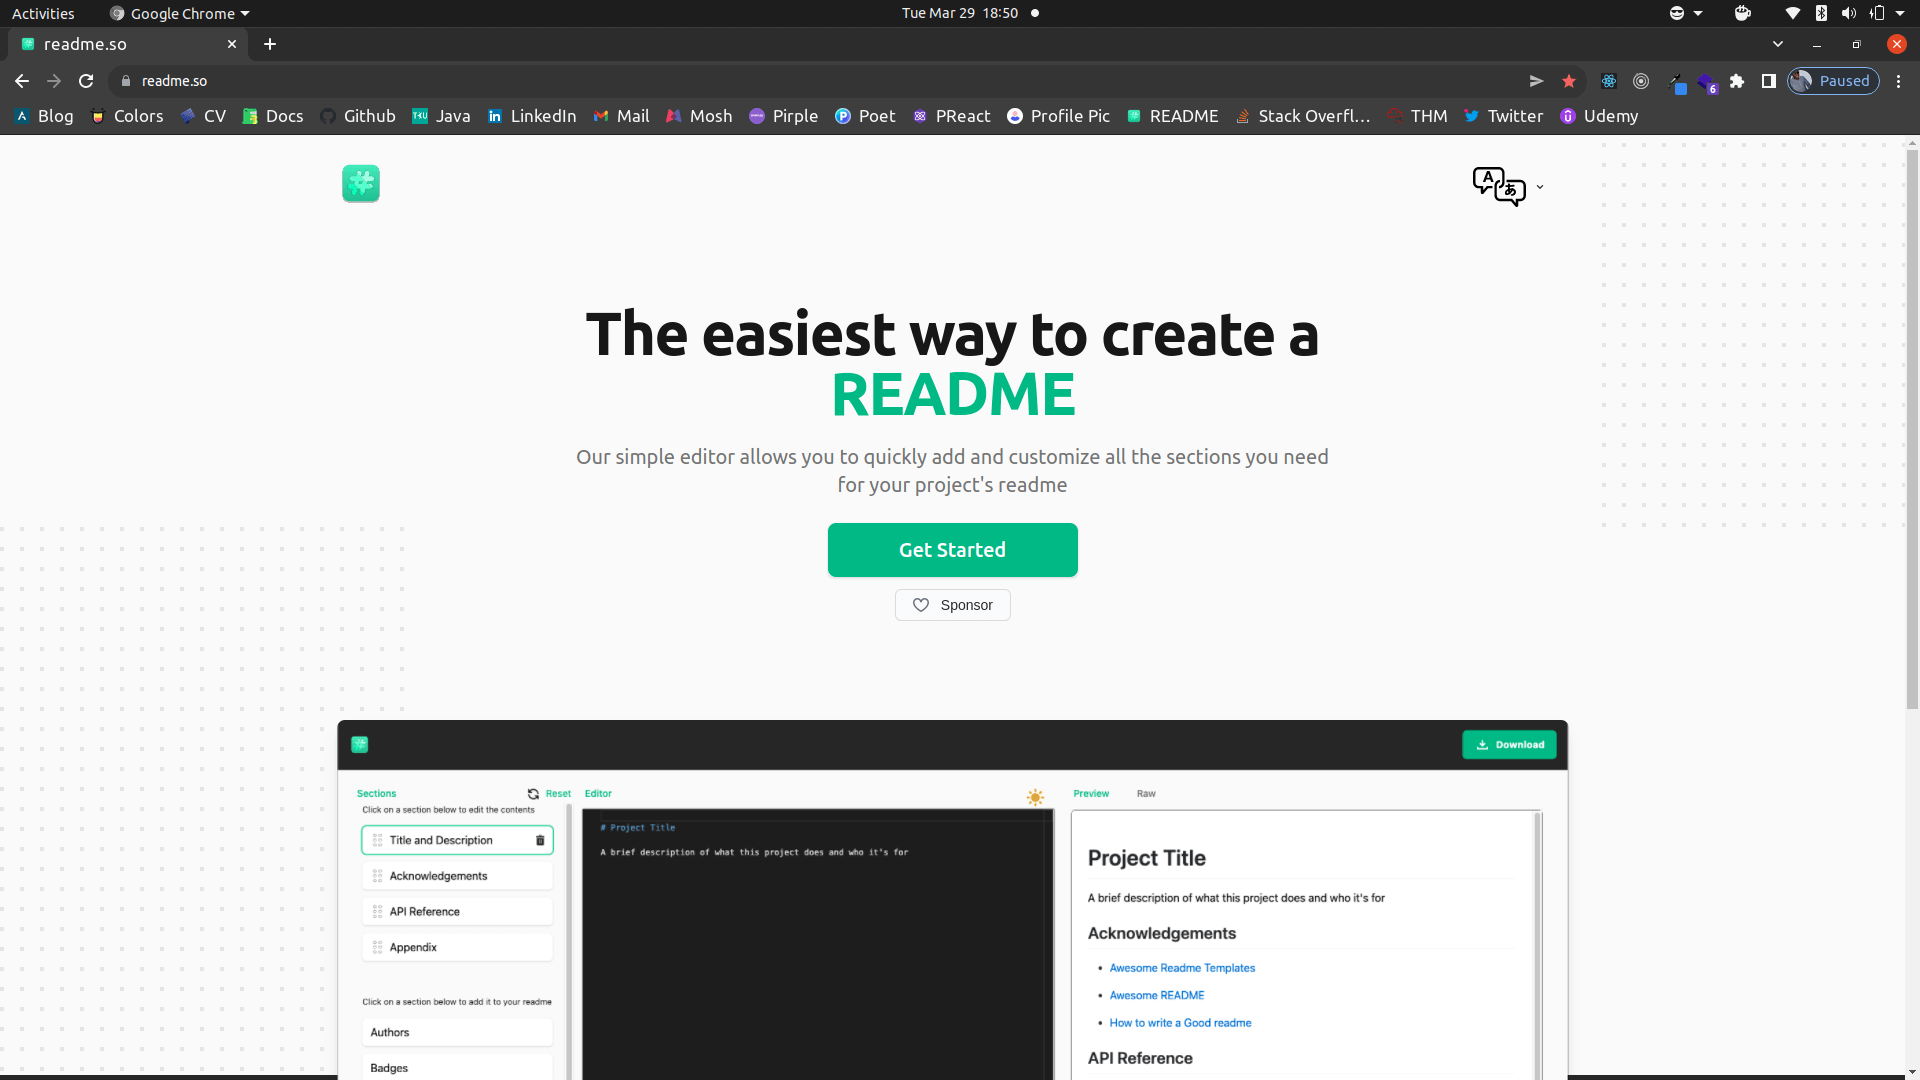 Activities
Google Chrome
Tue Mar 29 18:50
readme.so
readme.so
6
Paused
Blog
Colors
CV
Docs
Github
Java
LinkedIn
Mail
Mosh
Pirple
Poet
PReact
Profile Pic
README
Stack Overfl…
THM
Twitter
Udemy
The easiest way to create a
README
Our simple editor allows you to quickly add and customize all the sections you need
for your project's readme
Get Started
Sponsor
Download
Sections
Reset
Click on a section below to edit the contents
Title and Description
Acknowledgements
API Reference
Appendix
Click on a section below to add it to your readme
Authors
Badges
Editor
# Project Title
A brief description of what this project does and who it's for
Preview
Raw
Project Title
A brief description of what this project does and who it's for
Acknowledgements
• Awesome Readme Templates
• Awesome README
• How to write a Good readme
API Reference